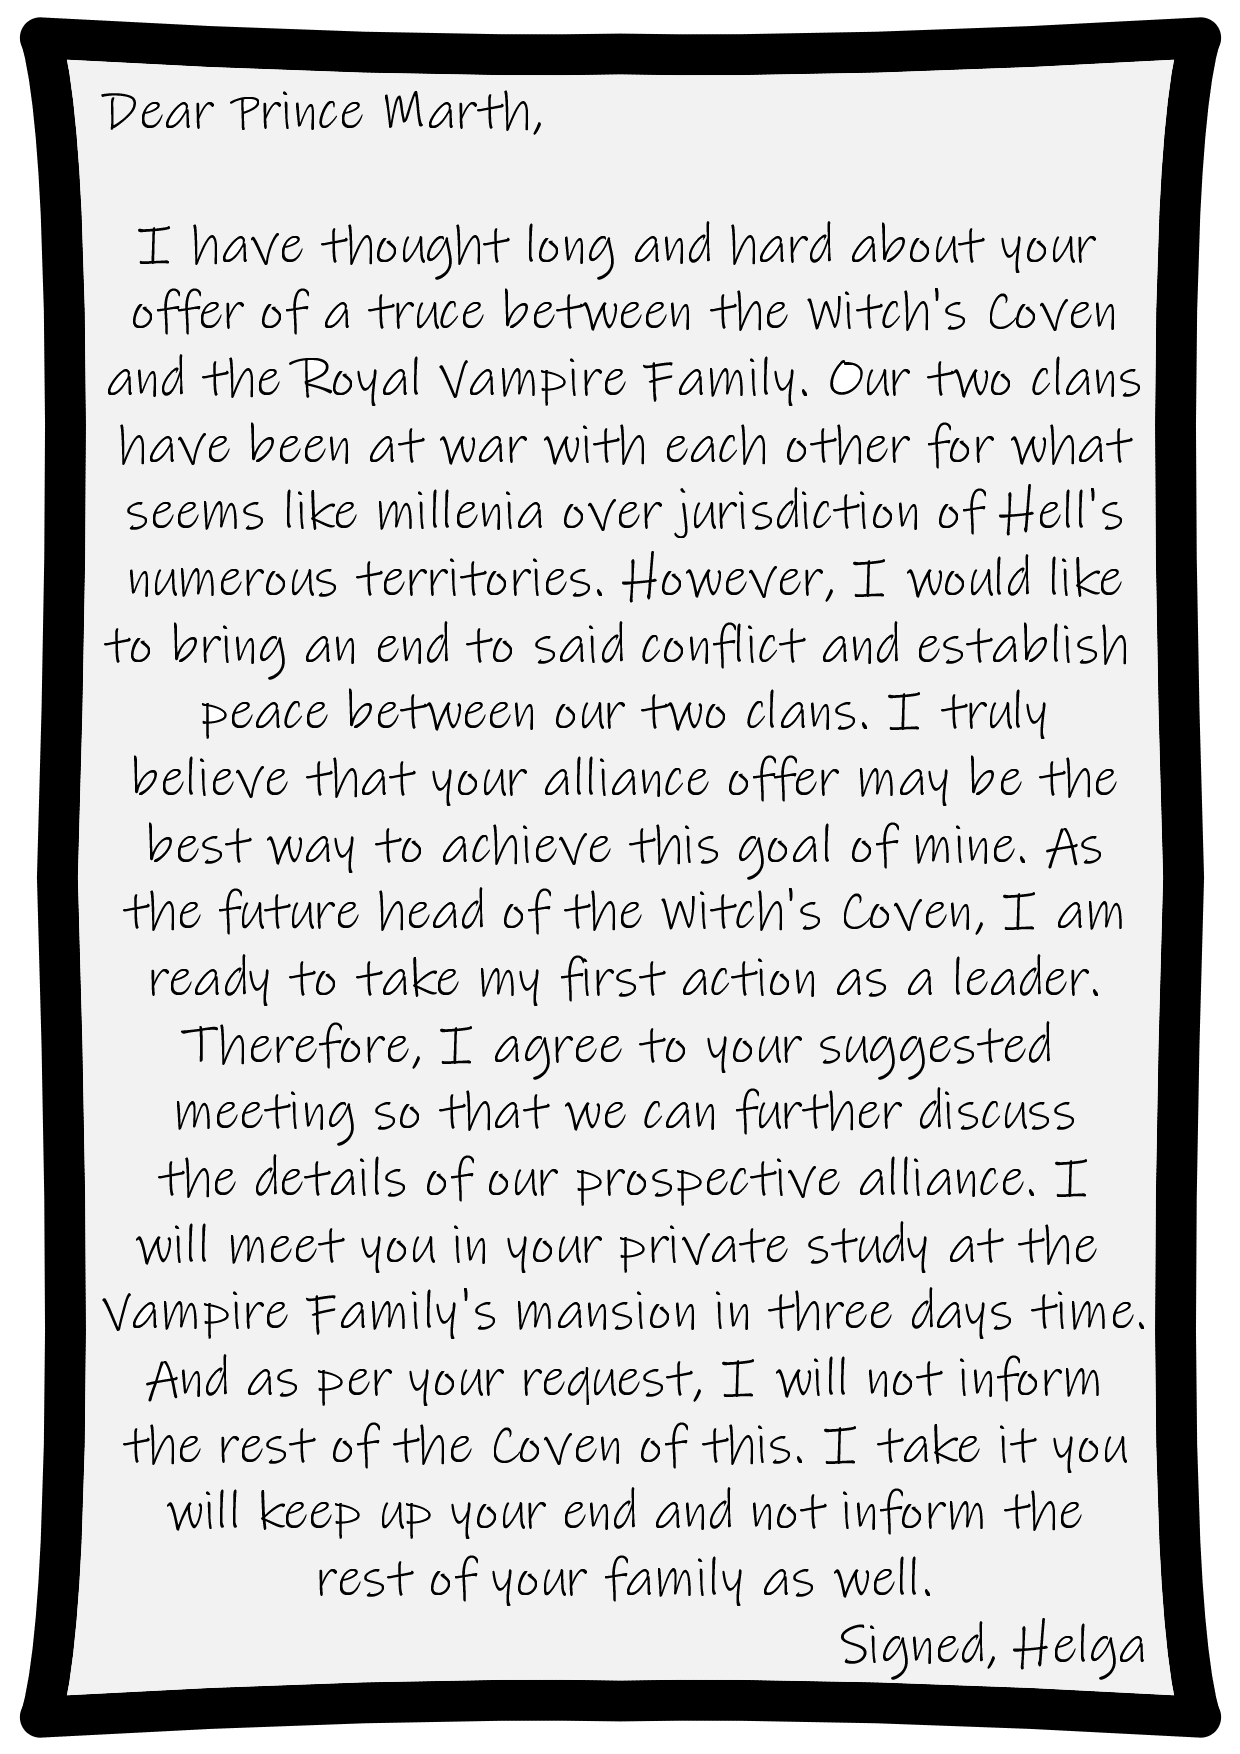 Dear Prince Marth,
I have thought long and hard about your
offer of a truce between the Witch's Coven
and the Royal Vampire Family. Our two clans
have been at war with each other for what
seems like millenia over jurisdiction of Hell's
numerous territories. However, I would like
to bring an end to said conflict and establish
peace between our two clans. I truly
believe that your alliance offer may be the
best way to achieve this goal of mine. As
the future head of the Witch's Coven, I am
ready to take my first action as a leader.
Therefore, I agree to your suggested
meeting so that we can further discuss
the details of our prospective alliance. I
will meet you in your private study at the
Vampire Family's mansion in three days time.
And as per your request, I will not inform
the rest of the Coven of this. I take it you
will keep up your end and not inform the
rest of your family as well.
Signed, Helga